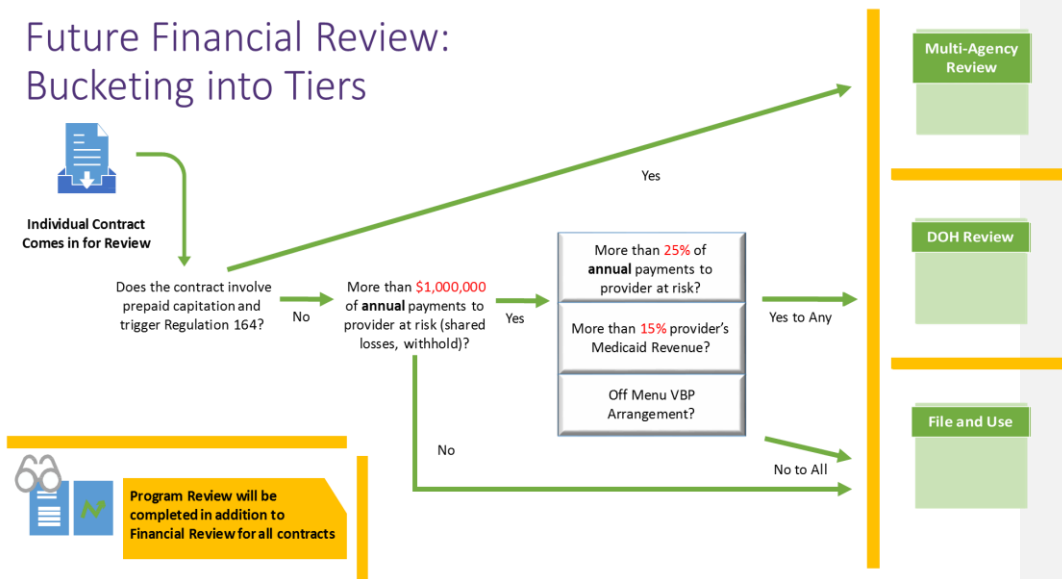 Future Financial Review:
Bucketing into Tiers
Individual Contract
Comes in for Review
Does the contract involve
prepaid capitation and
trigger Regulation 164?
Yes
No
More than $1,000,000
of annual payments to
provider at risk (shared
losses, withhold)?
Yes
No
More than 25% of
annual payments to
provider at risk?
More than 15% provider's
Medicaid Revenue?
Off Menu VBP
Arrangement?
Yes to Any
No to All
Multi-Agency
Review
DOH Review
File and Use
Program Review will be
completed in addition to
Financial Review for all contracts